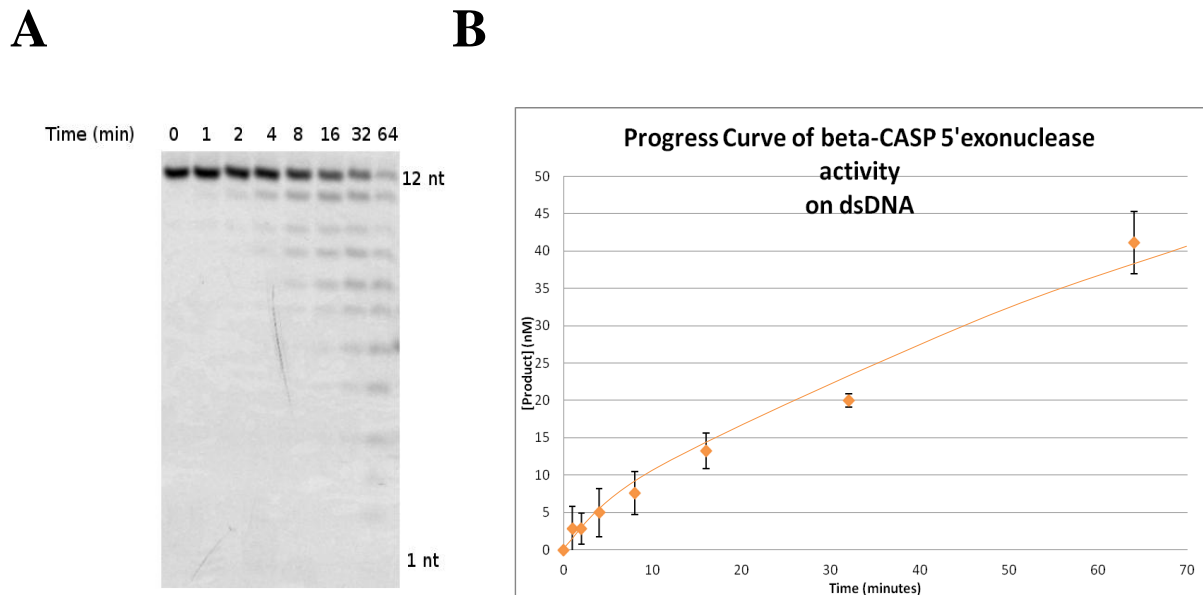 A
B
Time (min) 0 1 2 4 8 16 32 64
12 nt
1 nt
Progress Curve of beta-CASP 5'exonuclease
activity
on dsDNA
[Product] (nM)
50
45
40
35
30
25
20
15
10
5
0
0 10 20 30 40 50 60 70
Time (minutes)